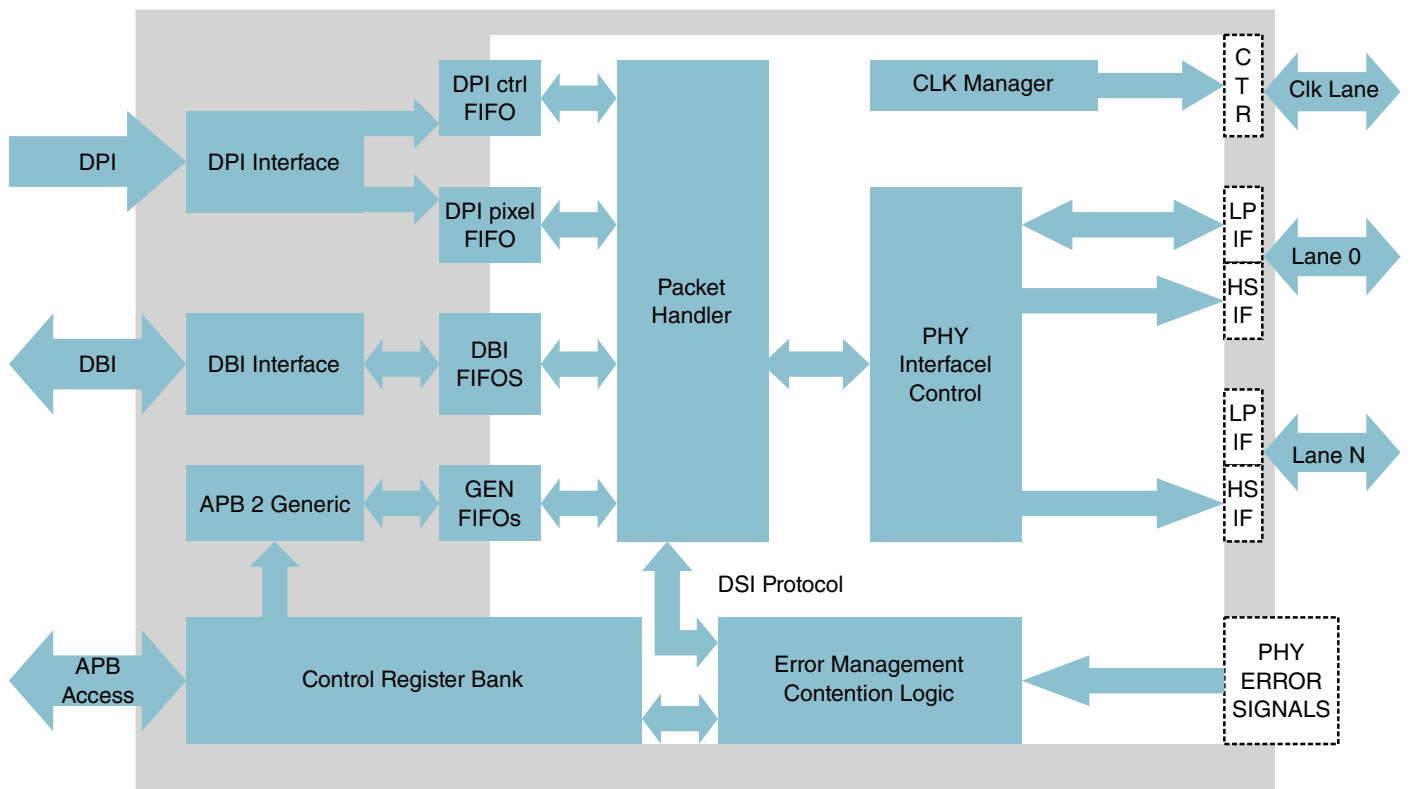 DPI
DPI Interface
DPI ctrl
FIFO
DPI pixel
FIFO
DBI
DBI Interface
DBI
FIFOS
APB 2 Generic
GEN
FIFOs
APB
Access
Control Register Bank
Packet
Handler
DSI Protocol
Error Management
Contention Logic
CLK Manager
PHY
Interfacel
Control
C
T
R
Clk Lane
LP
IF
HS
IF
Lane 0
LP
IF
HS
IF
Lane N
PHY
ERROR
SIGNALS